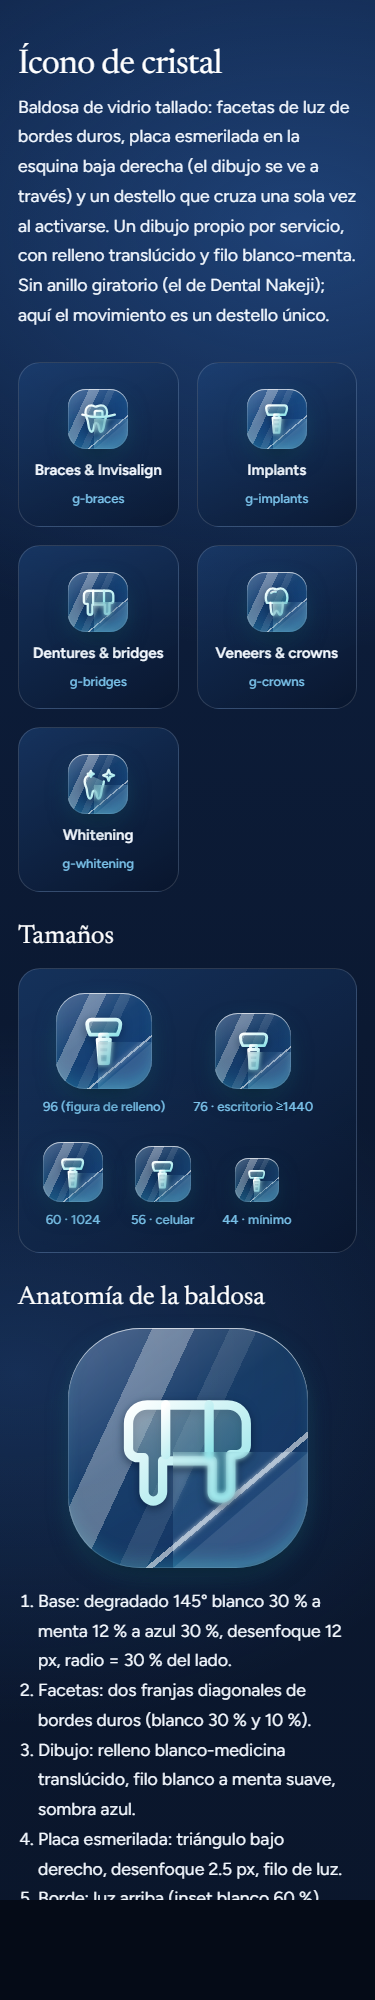 Ícono de cristal
Baldosa de vidrio tallado: facetas de luz de
bordes duros, placa esmerilada en la
esquina baja derecha (el dibujo se ve a
través) y un destello que cruza una sola vez
al activarse. Un dibujo propio por servicio,
con relleno translúcido y filo blanco-menta.
Sin anillo giratorio (el de Dental Nakeji);
aquí el movimiento es un destello único.
Braces & Invisalign
g-braces
Implants
g-implants
Dentures & bridges
g-bridges
Veneers & crowns
g-crowns
Whitening
g-whitening
Tamaños
96 (figura de relleno)
76 · escritorio ≥1440
60 · 1024
56 · celular
44 · mínimo
Anatomía de la baldosa
1. Base: degradado 145° blanco 30 % a
menta 12 % a azul 30 %, desenfoque 12
px, radio = 30 % del lado.
2. Facetas: dos franjas diagonales de
bordes duros (blanco 30 % y 10 %).
3. Dibujo: relleno blanco-medicina
translúcido, filo blanco a menta suave,
sombra azul.
4. Placa esmerilada: triángulo bajo
derecho, desenfoque 2.5 px, filo de luz.
5. Borde: luz arriba (inset blanco 60 %)